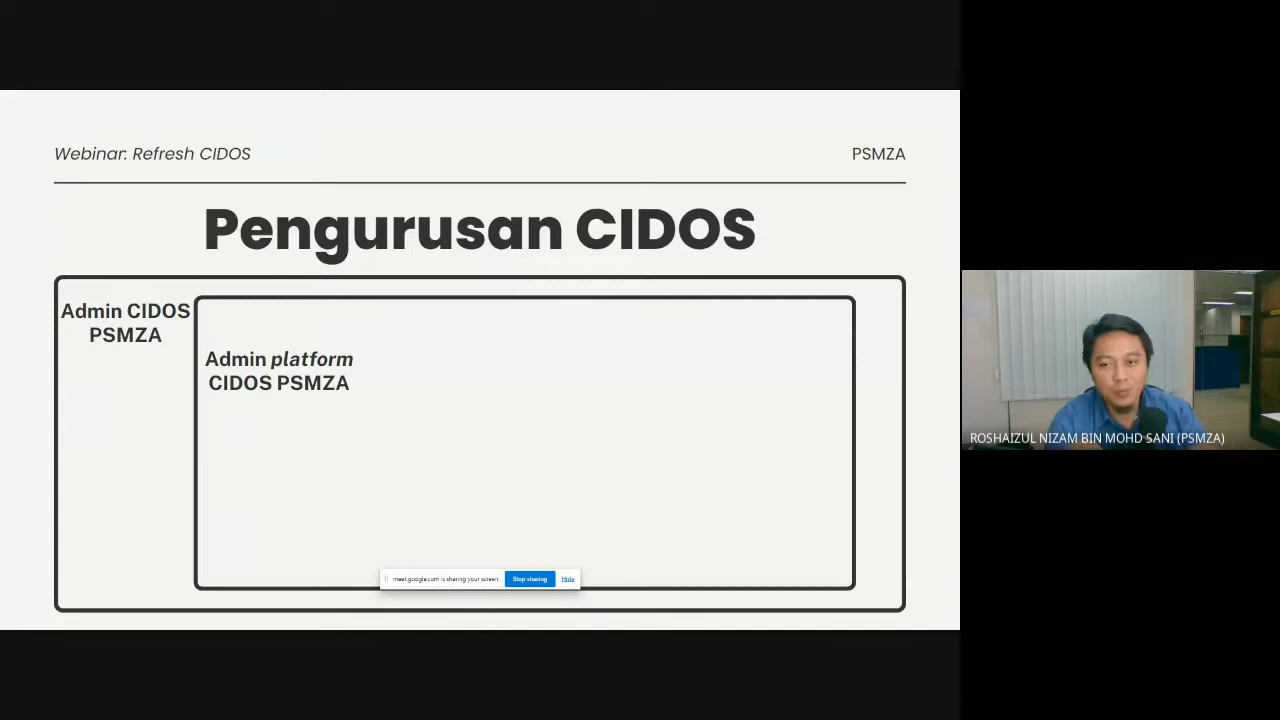 Webinar: Refresh CIDOS
PSMZA
Pengurusan CIDOS
Admin CIDOS
PSMZA
Admin platform
CIDOS PSMZA
meet.google.com is sharing your screen.
Stop sharing
Hide
ROSHAIZUL NIZAM BIN MOHD SANI (PSMZA)